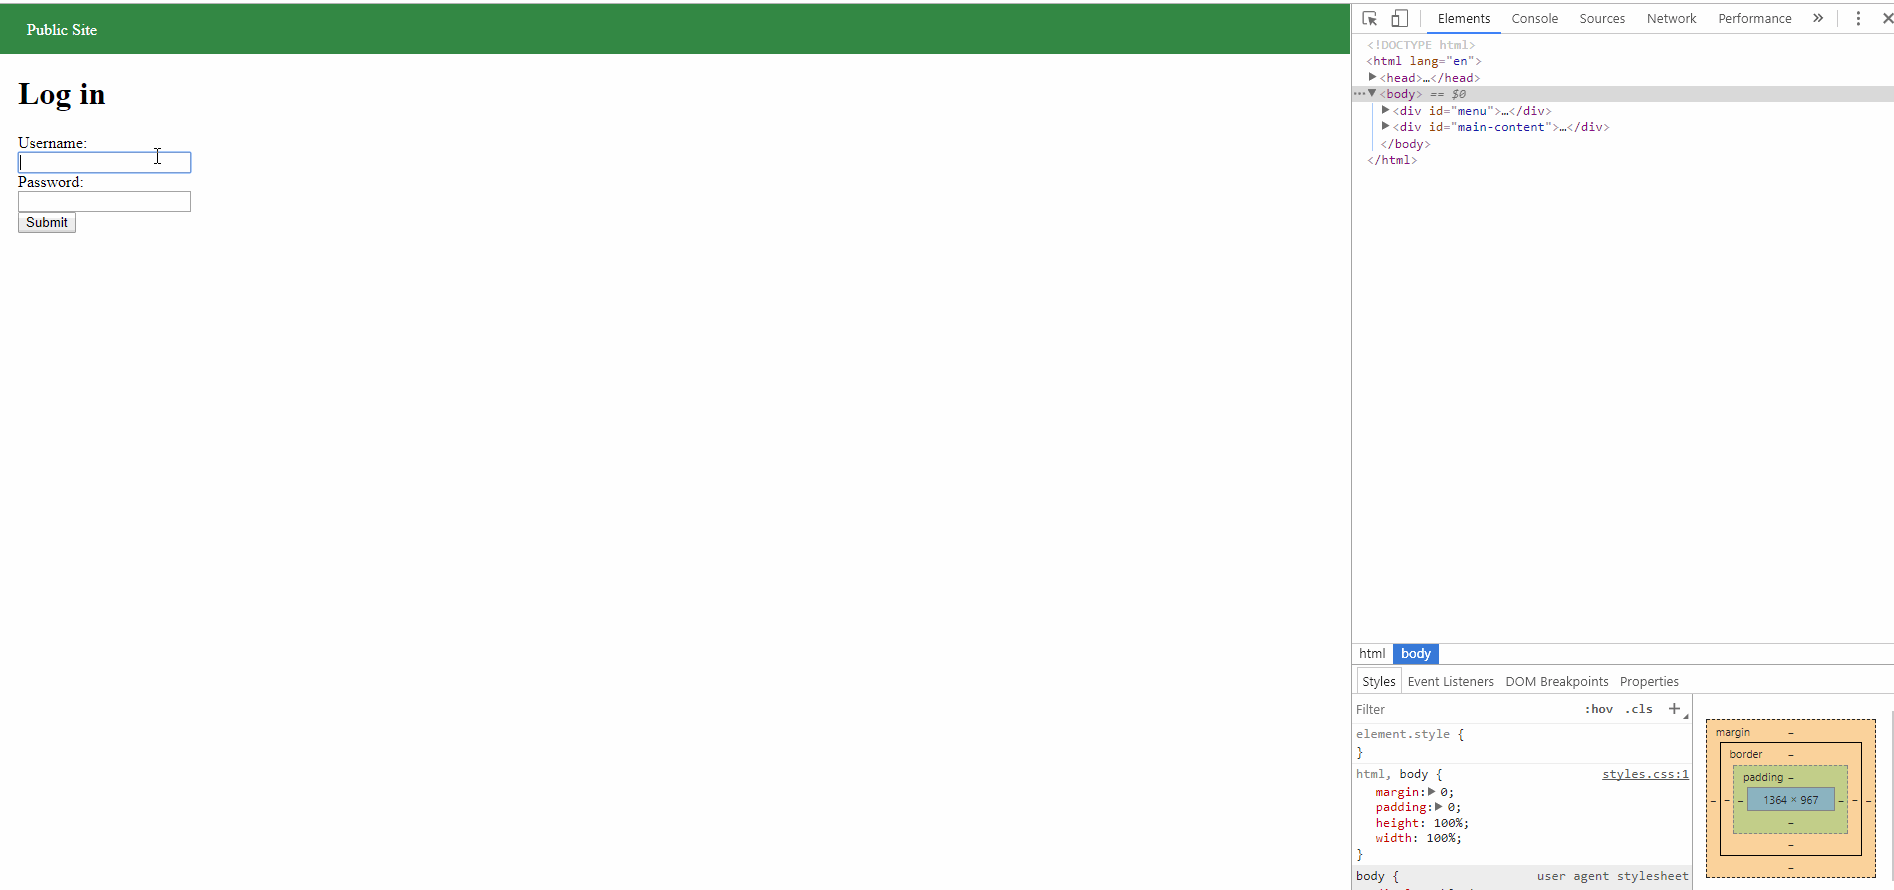 Public Site
Log in
Username:
Password:
Submit
Elements Console Sources Network Performance »
<!DOCTYPE html>
<html lang="en">
<head>…</head>
<body> == $0
<div id="menu">…</div>
<div id="main-content">…</div>
</body>
</html>
html body
Styles Event Listeners DOM Breakpoints Properties
Filter :hov .cls +
element.style {
}
html, body { styles.css:1
margin: 0;
padding: 0;
height: 100%;
width: 100%;
}
body { user agent stylesheet
margin –
border –
padding –
– – – 1364 × 967 – – –
–
–
–